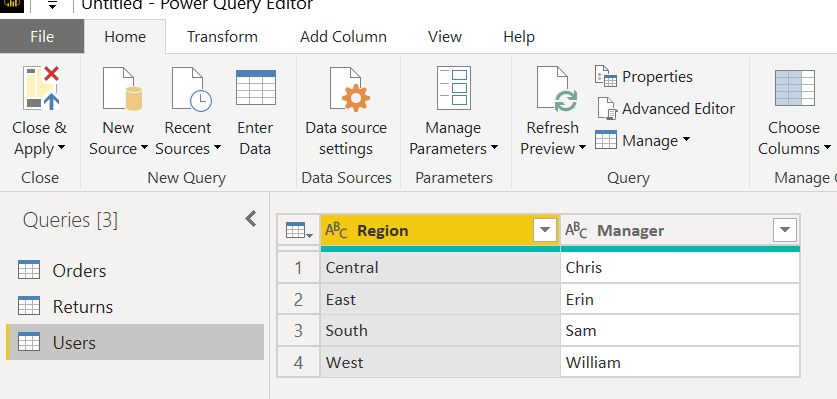 Untitled - Power Query Editor
File Home Transform Add Column View Help
Close & Apply
New Source
Recent Sources
Enter Data
Data source settings
Manage Parameters
Refresh Preview
Properties
Advanced Editor
Manage
Choose Columns
Close
New Query
Data Sources
Parameters
Query
Manage C
Queries [3]
Orders
Returns
Users
ABC Region ABC Manager
1 Central Chris
2 East Erin
3 South Sam
4 West William